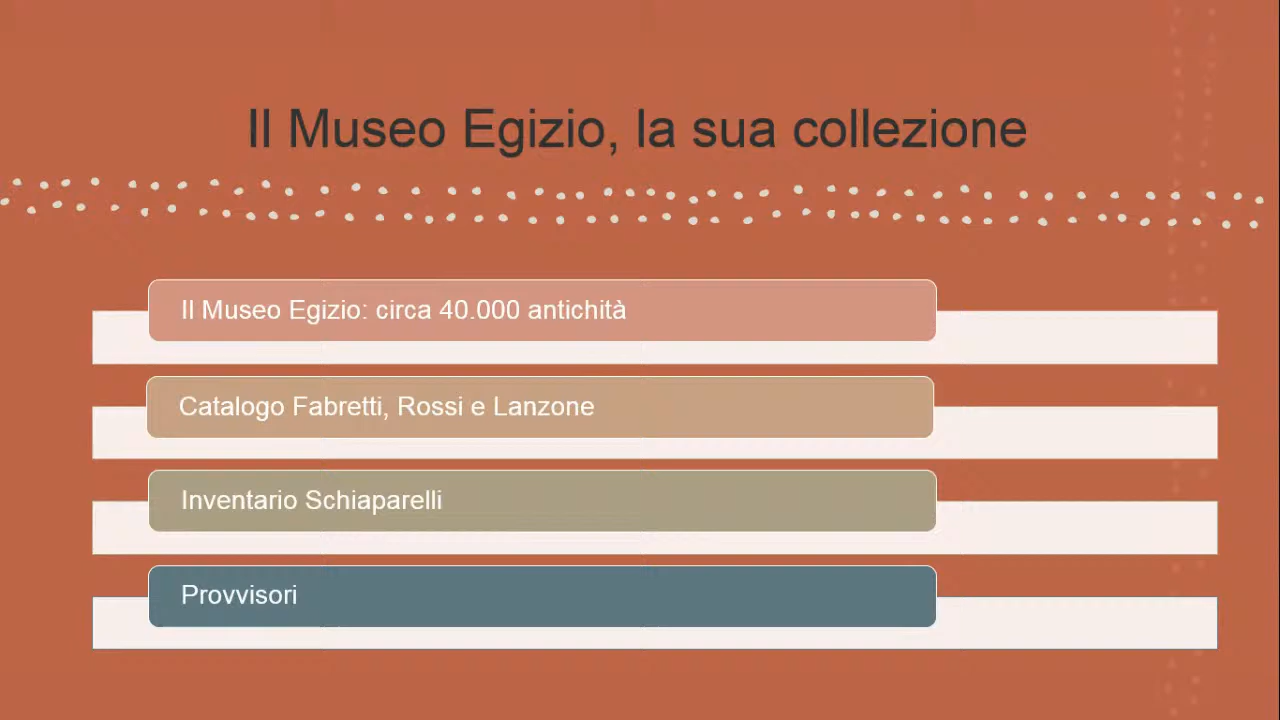 Il Museo Egizio, la sua collezione
Il Museo Egizio: circa 40.000 antichità
Catalogo Fabretti, Rossi e Lanzone
Inventario Schiaparelli
Provvisori